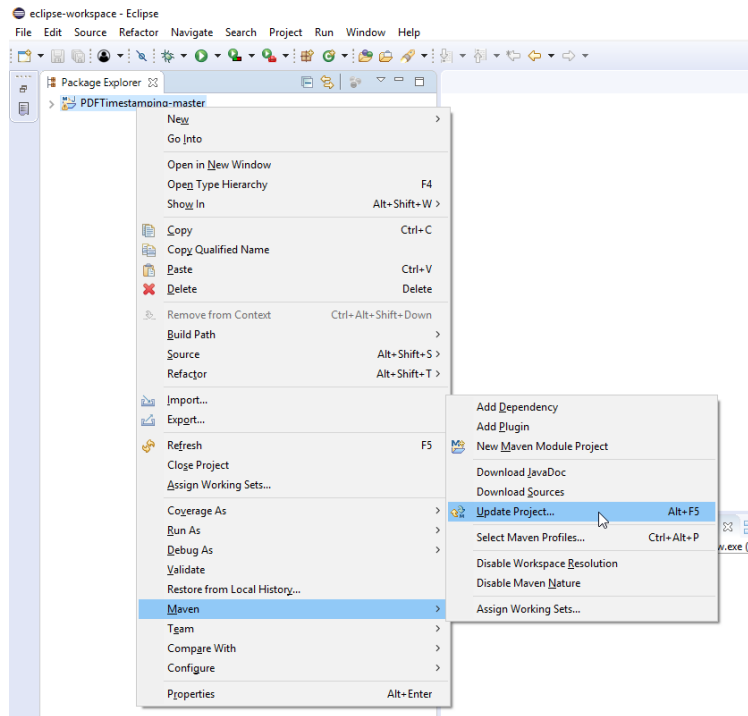 eclipse-workspace - Eclipse
File Edit Source Refactor Navigate Search Project Run Window Help
Package Explorer
PDFTimestamping-master
New
Go Into
Open in New Window
Open Type Hierarchy F4
Show In Alt+Shift+W
Copy Ctrl+C
Copy Qualified Name
Paste Ctrl+V
Delete Delete
Remove from Context Ctrl+Alt+Shift+Down
Build Path
Source Alt+Shift+S
Refactor Alt+Shift+T
Import...
Export...
Refresh F5
Close Project
Assign Working Sets...
Coverage As
Run As
Debug As
Validate
Restore from Local History...
Maven
Team
Compare With
Configure
Properties Alt+Enter
Add Dependency
Add Plugin
New Maven Module Project
Download JavaDoc
Download Sources
Update Project... Alt+F5
Select Maven Profiles... Ctrl+Alt+P
Disable Workspace Resolution
Disable Maven Nature
Assign Working Sets...
w.exe (